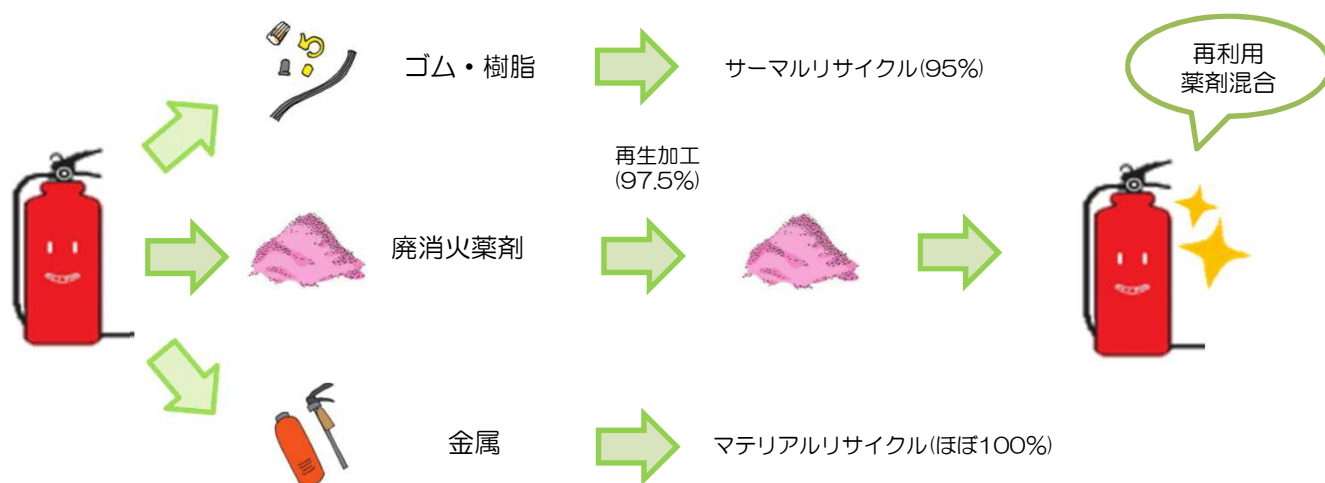 ゴム・樹脂
サーマルリサイクル(95%)
再利用
薬剤混合
再生加工
(97.5%)
廃消火薬剤
金属
マテリアルリサイクル(ほぼ100%)